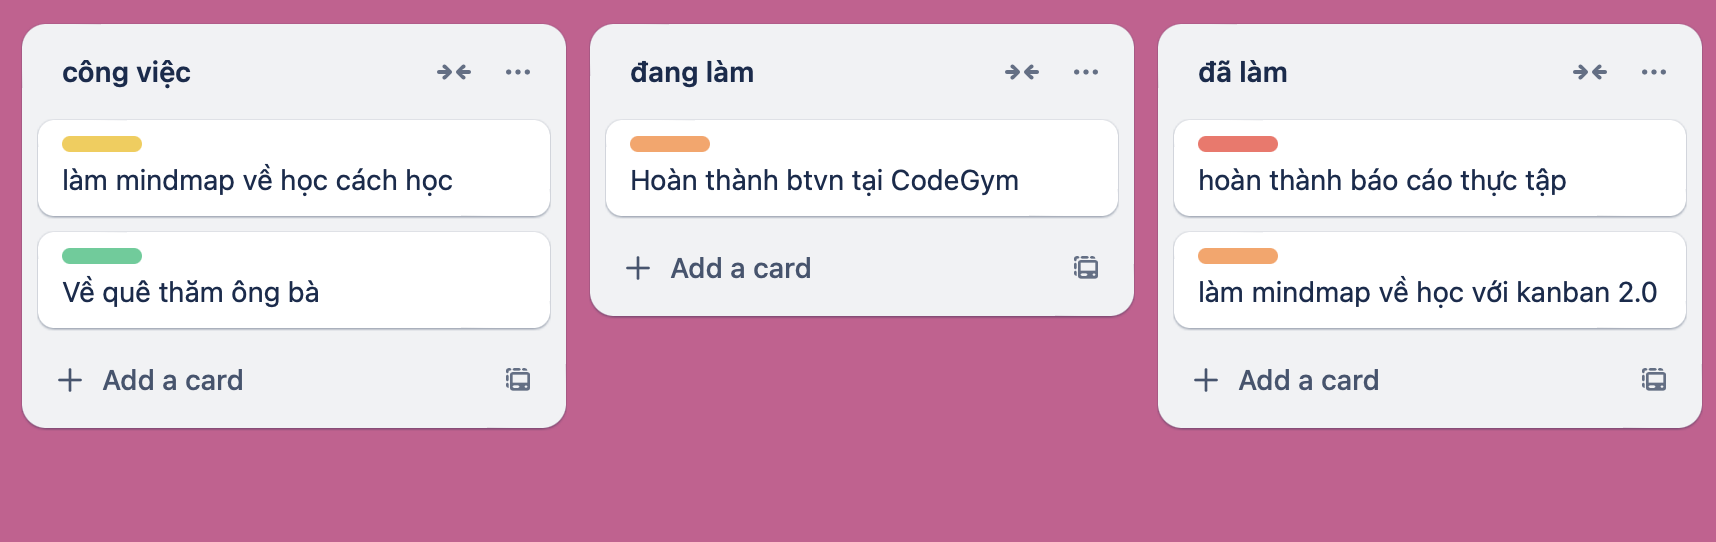 công việc
làm mindmap về học cách học
Về quê thăm ông bà
Add a card
đang làm
Hoàn thành btvn tại CodeGym
Add a card
đã làm
hoàn thành báo cáo thực tập
làm mindmap về học với kanban 2.0
Add a card